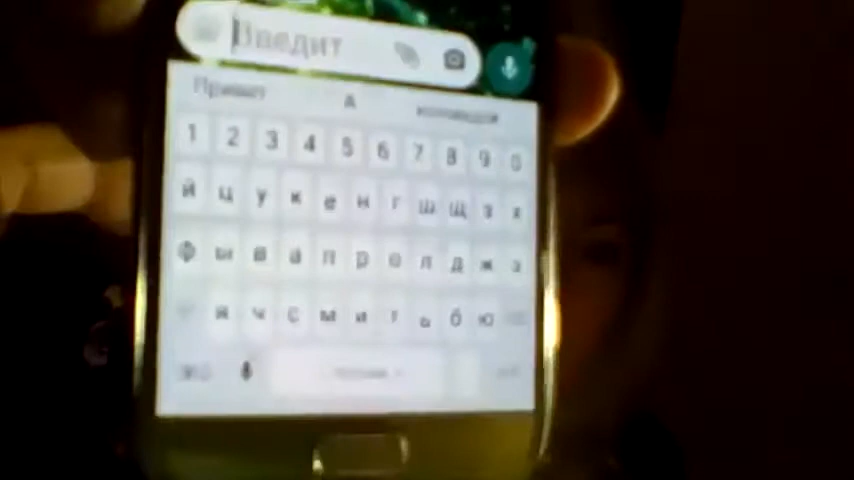 Введит
Привет А
1 2 3 4 5 6 7 8 9 0
й ц у к е н г ш щ з х
ф ы в а п р о л д ж э
я ч с м и т ь б ю